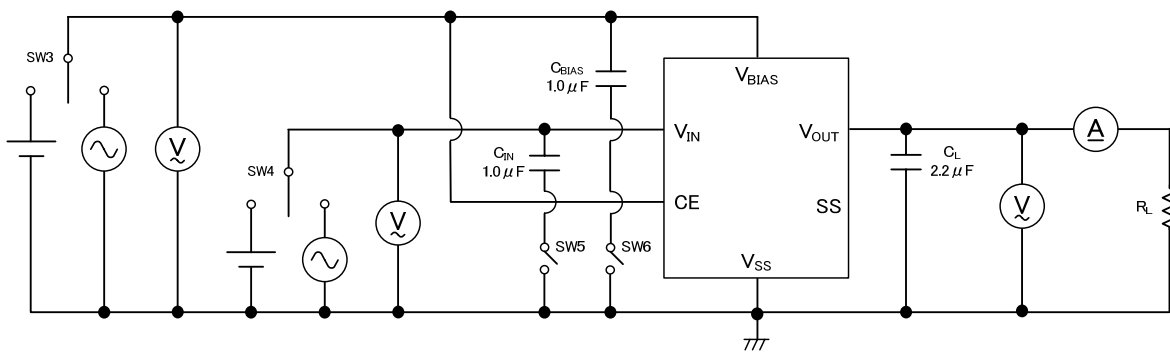 SW3
C_BIAS
1.0 μF
V_BIAS
V
V_IN
V_OUT
A
C_IN
1.0 μF
C_L
2.2 μF
SW4
V
CE
SS
V
R_L
SW5
SW6
V_SS